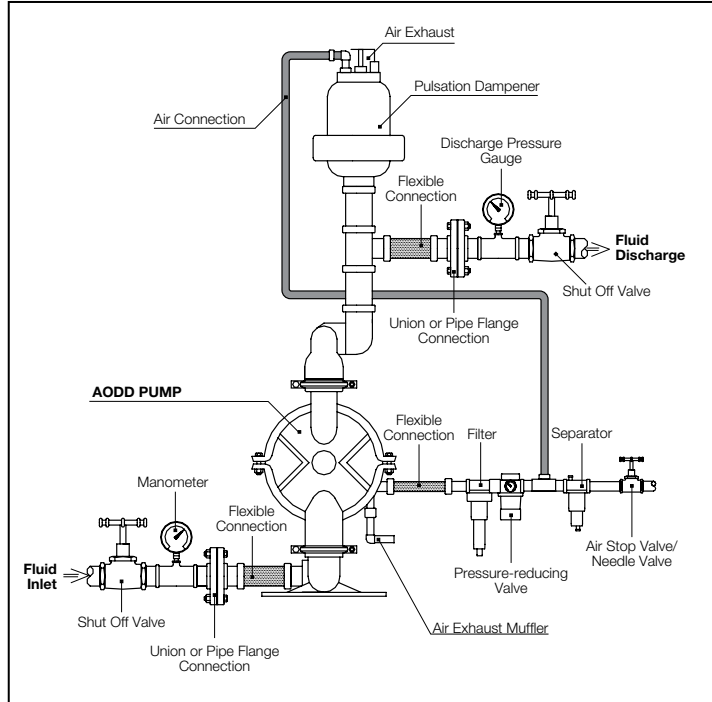 Air Exhaust
Pulsation Dampener
Air Connection
Discharge Pressure
Gauge
Flexible
Connection
Fluid
Discharge
Shut Off Valve
Union or Pipe Flange
Connection
AODD PUMP
Flexible
Connection
Filter
Separator
Manometer
Flexible
Connection
Air Stop Valve/
Needle Valve
Fluid
Inlet
Pressure-reducing
Valve
Shut Off Valve
Air Exhaust Muffler
Union or Pipe Flange
Connection